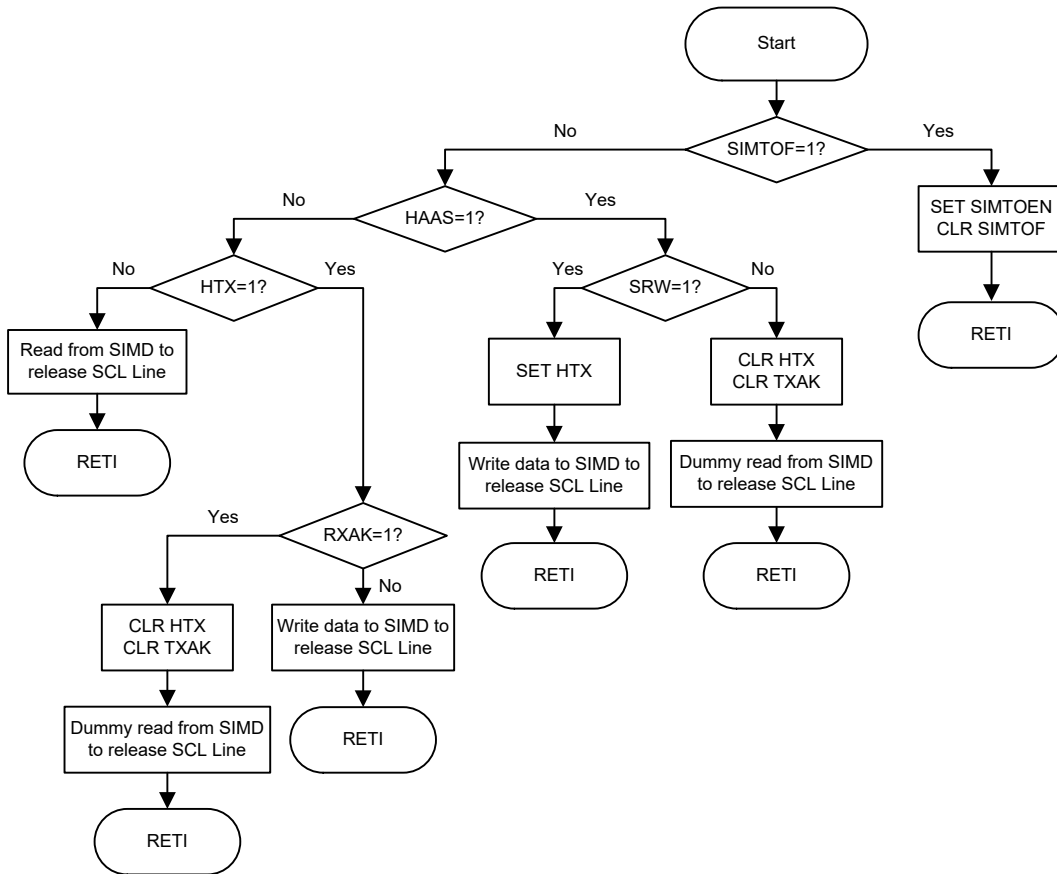 Start
No
Yes
SIMTOF=1?
SET SIMTOEN
CLR SIMTOF
RETI
No
Yes
HAAS=1?
No
Yes
HTX=1?
Yes
No
SRW=1?
Read from SIMD to
release SCL Line
RETI
SET HTX
CLR HTX
CLR TXAK
Write data to SIMD to
release SCL Line
Dummy read from SIMD
to release SCL Line
RETI
RETI
Yes
RXAK=1?
No
CLR HTX
CLR TXAK
Write data to SIMD to
release SCL Line
Dummy read from SIMD
to release SCL Line
RETI
RETI